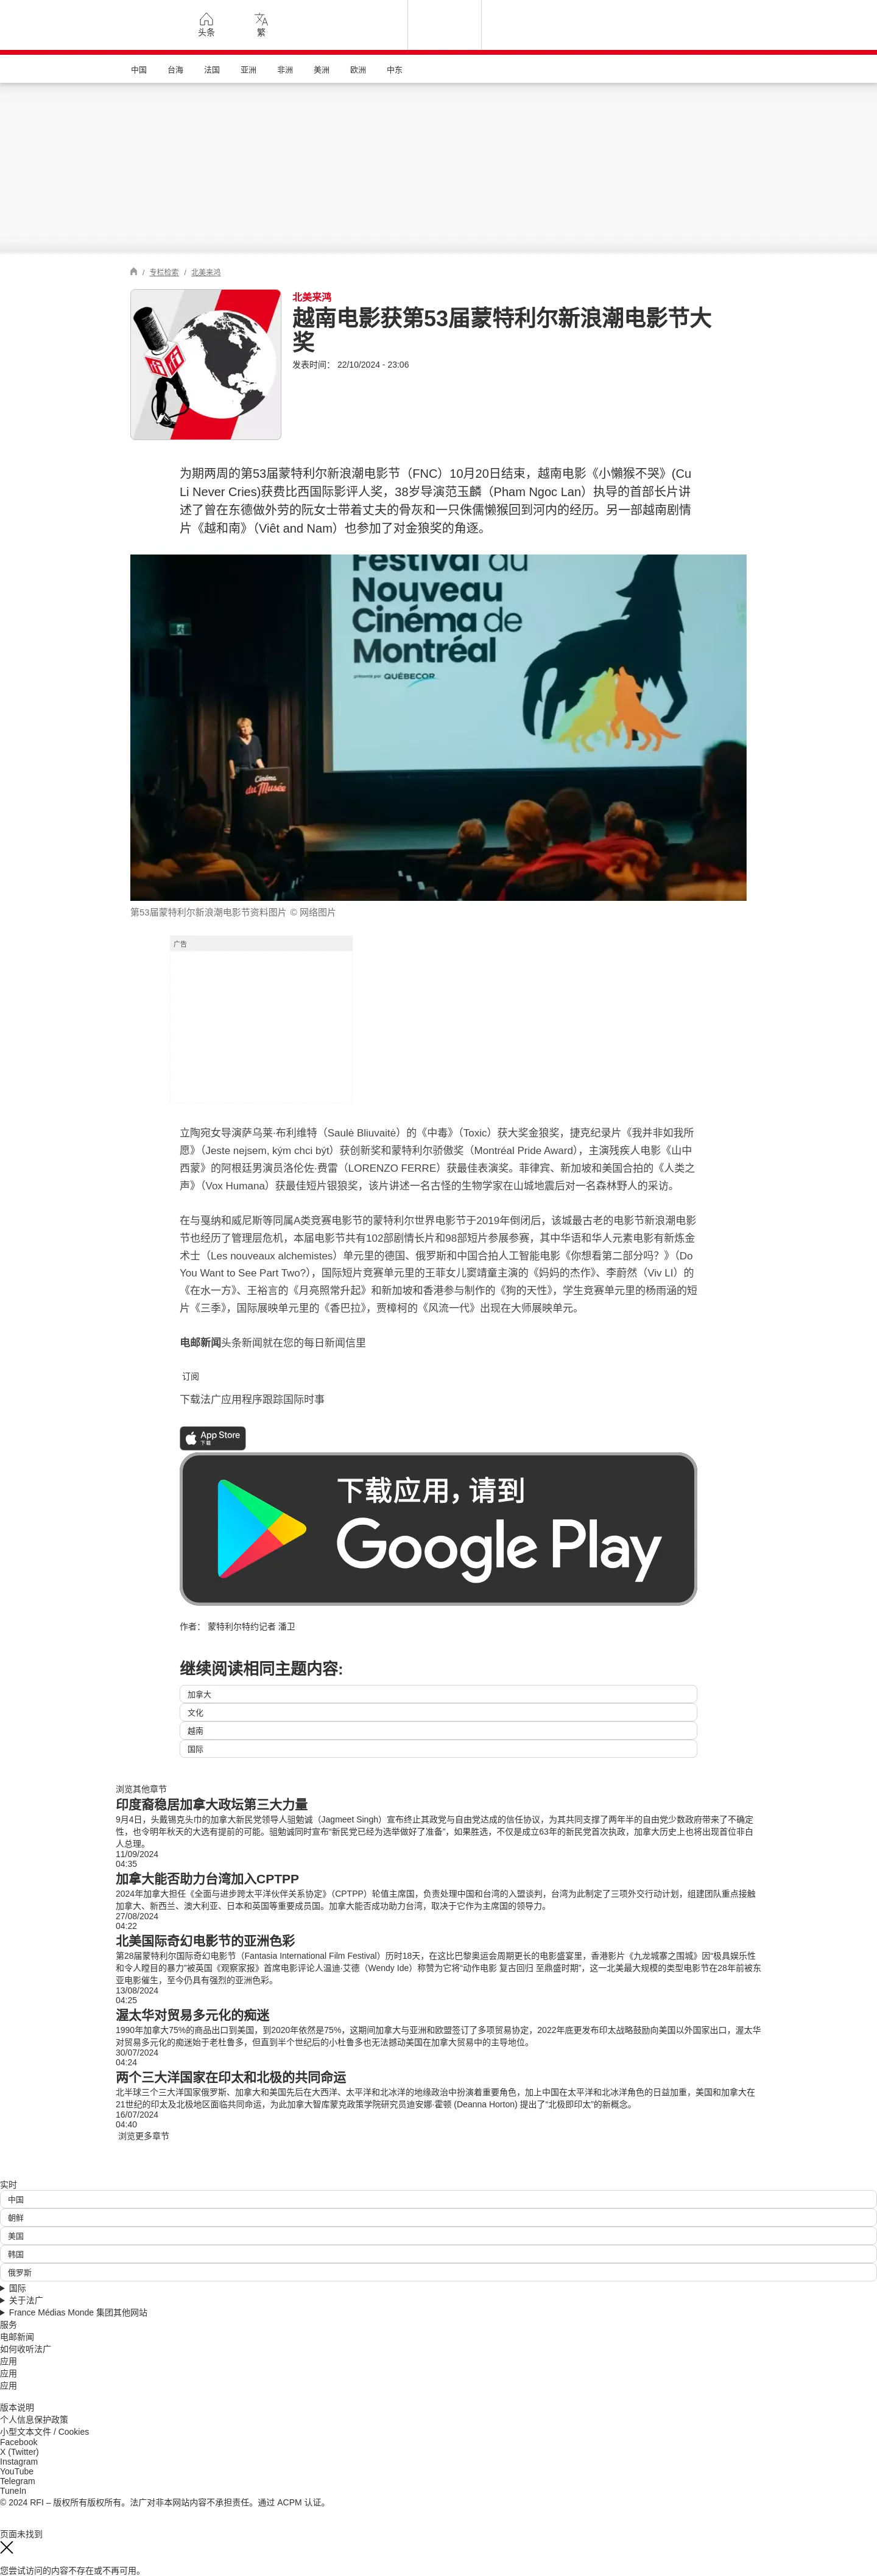 头条
繁
中国 台海 法国 亚洲 非洲 美洲 欧洲 中东
/ 专栏检索 / 北美来鸿
北美来鸿
越南电影获第53届蒙特利尔新浪潮电影节大
奖
发表时间： 22/10/2024 - 23:06
rfi
为期两周的第53届蒙特利尔新浪潮电影节（FNC）10月20日结束，越南电影《小懒猴不哭》(Cu
Li Never Cries)获费比西国际影评人奖，38岁导演范玉麟（Pham Ngoc Lan）执导的首部长片讲
述了曾在东德做外劳的阮女士带着丈夫的骨灰和一只侏儒懒猴回到河内的经历。另一部越南剧情
片《越和南》（Viêt and Nam）也参加了对金狼奖的角逐。
Festival du
Nouveau
Cinéma de
Montréal
présenté par QUÉBECOR
Cinéma
du Musée
第53届蒙特利尔新浪潮电影节资料图片 © 网络图片
广告
立陶宛女导演萨乌莱·布利维特（Saulė Bliuvaitė）的《中毒》（Toxic）获大奖金狼奖，捷克纪录片《我并非如我所
愿》（Jeste nejsem, kým chci být）获创新奖和蒙特利尔骄傲奖（Montréal Pride Award），主演残疾人电影《山中
西蒙》的阿根廷男演员洛伦佐·费雷（LORENZO FERRE）获最佳表演奖。菲律宾、新加坡和美国合拍的《人类之
声》（Vox Humana）获最佳短片银狼奖，该片讲述一名古怪的生物学家在山城地震后对一名森林野人的采访。
在与戛纳和威尼斯等同属A类竞赛电影节的蒙特利尔世界电影节于2019年倒闭后，该城最古老的电影节新浪潮电影
节也经历了管理层危机，本届电影节共有102部剧情长片和98部短片参展参赛，其中华语和华人元素电影有新炼金
术士（Les nouveaux alchemistes）单元里的德国、俄罗斯和中国合拍人工智能电影《你想看第二部分吗？》（Do
You Want to See Part Two?），国际短片竞赛单元里的王菲女儿窦靖童主演的《妈妈的杰作》、李蔚然（Viv LI）的
《在水一方》、王裕言的《月亮照常升起》和新加坡和香港参与制作的《狗的天性》，学生竞赛单元里的杨雨涵的短
片《三季》，国际展映单元里的《香巴拉》，贾樟柯的《风流一代》出现在大师展映单元。
电邮新闻头条新闻就在您的每日新闻信里
订阅
下载法广应用程序跟踪国际时事
App Store
下载
下载应用，请到
Google Play
作者： 蒙特利尔特约记者 潘卫
继续阅读相同主题内容:
加拿大
文化
越南
国际
浏览其他章节
印度裔稳居加拿大政坛第三大力量
9月4日，头戴锡克头巾的加拿大新民党领导人驵勉诚（Jagmeet Singh）宣布终止其政党与自由党达成的信任协议，为其共同支撑了两年半的自由党少数政府带来了不确定
性，也令明年秋天的大选有提前的可能。驵勉诚同时宣布“新民党已经为选举做好了准备”，如果胜选，不仅是成立63年的新民党首次执政，加拿大历史上也将出现首位非白
人总理。
11/09/2024
04:35
加拿大能否助力台湾加入CPTPP
2024年加拿大担任《全面与进步跨太平洋伙伴关系协定》（CPTPP）轮值主席国，负责处理中国和台湾的入盟谈判，台湾为此制定了三项外交行动计划，组建团队重点接触
加拿大、新西兰、澳大利亚、日本和英国等重要成员国。加拿大能否成功助力台湾，取决于它作为主席国的领导力。
27/08/2024
04:22
北美国际奇幻电影节的亚洲色彩
第28届蒙特利尔国际奇幻电影节（Fantasia International Film Festival）历时18天，在这比巴黎奥运会周期更长的电影盛宴里，香港影片《九龙城寨之围城》因“极具娱乐性
和令人瞠目的暴力”被英国《观察家报》首席电影评论人温迪·艾德（Wendy Ide）称赞为它将“动作电影 复古回归 至鼎盛时期”，这一北美最大规模的类型电影节在28年前被东
亚电影催生，至今仍具有强烈的亚洲色彩。
13/08/2024
04:25
渥太华对贸易多元化的痴迷
1990年加拿大75%的商品出口到美国，到2020年依然是75%，这期间加拿大与亚洲和欧盟签订了多项贸易协定，2022年底更发布印太战略鼓励向美国以外国家出口，渥太华
对贸易多元化的痴迷始于老杜鲁多，但直到半个世纪后的小杜鲁多也无法撼动美国在加拿大贸易中的主导地位。
30/07/2024
04:24
两个三大洋国家在印太和北极的共同命运
北半球三个三大洋国家俄罗斯、加拿大和美国先后在大西洋、太平洋和北冰洋的地缘政治中扮演着重要角色，加上中国在太平洋和北冰洋角色的日益加重，美国和加拿大在
21世纪的印太及北极地区面临共同命运，为此加拿大智库蒙克政策学院研究员迪安娜·霍顿 (Deanna Horton) 提出了“北极即印太”的新概念。
16/07/2024
04:40
浏览更多章节
实时
中国
朝鲜
美国
韩国
俄罗斯
国际
关于法广
France Médias Monde 集团其他网站
服务
电邮新闻
如何收听法广
应用
应用
应用
版本说明
个人信息保护政策
小型文本文件 / Cookies
Facebook
X (Twitter)
Instagram
YouTube
Telegram
TuneIn
© 2024 RFI – 版权所有版权所有。法广对非本网站内容不承担责任。通过 ACPM 认证。
页面未找到
您尝试访问的内容不存在或不再可用。